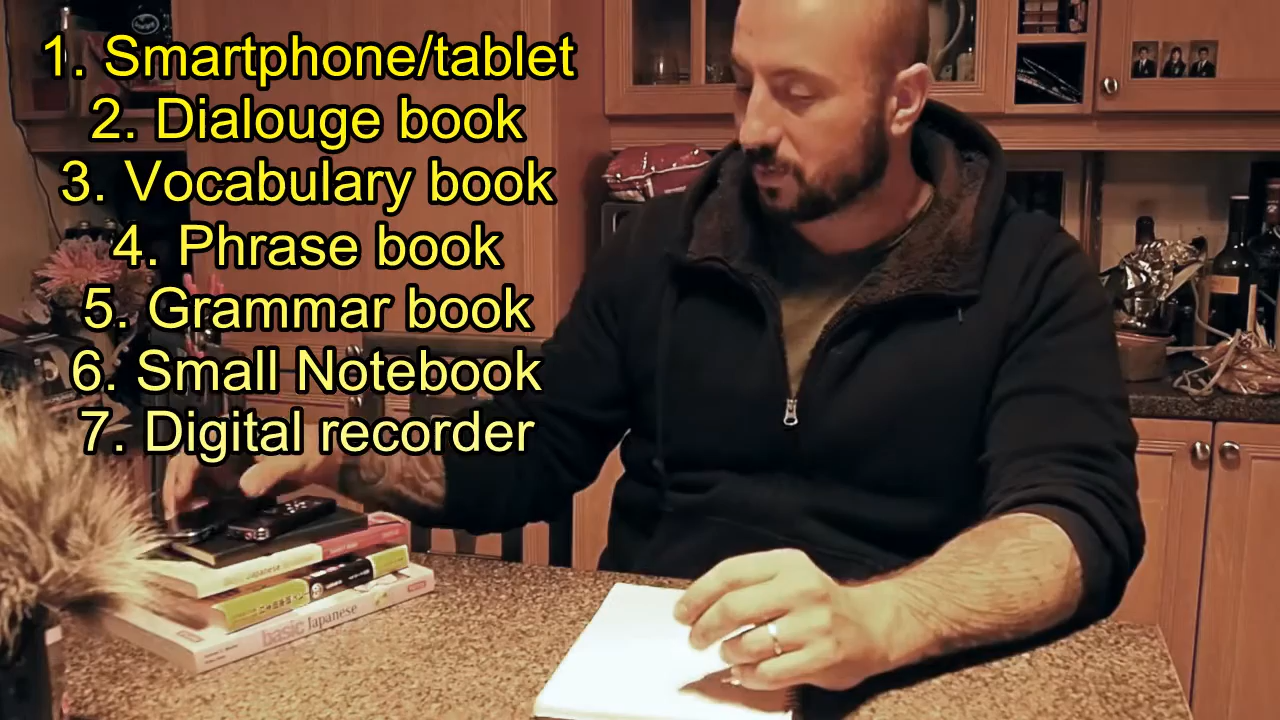 1. Smartphone/tablet
2. Dialouge book
3. Vocabulary book
4. Phrase book
5. Grammar book
6. Small Notebook
7. Digital recorder
Japanese
basic Japanese